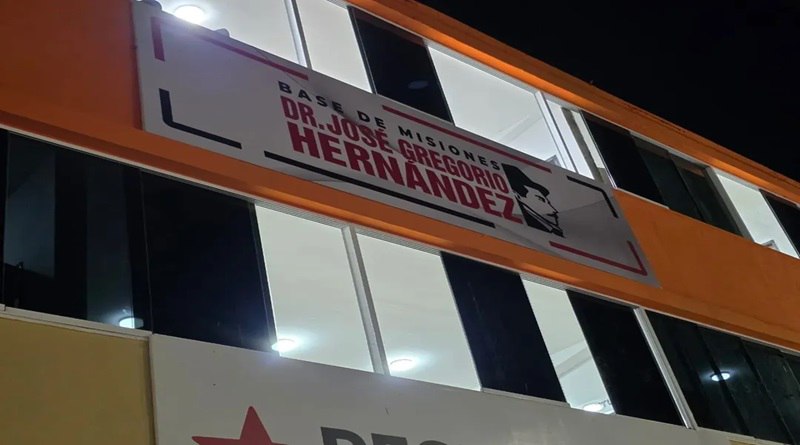 BASE DE MISIONES
DR. JOSÉ GREGORIO
HERNÁNDEZ